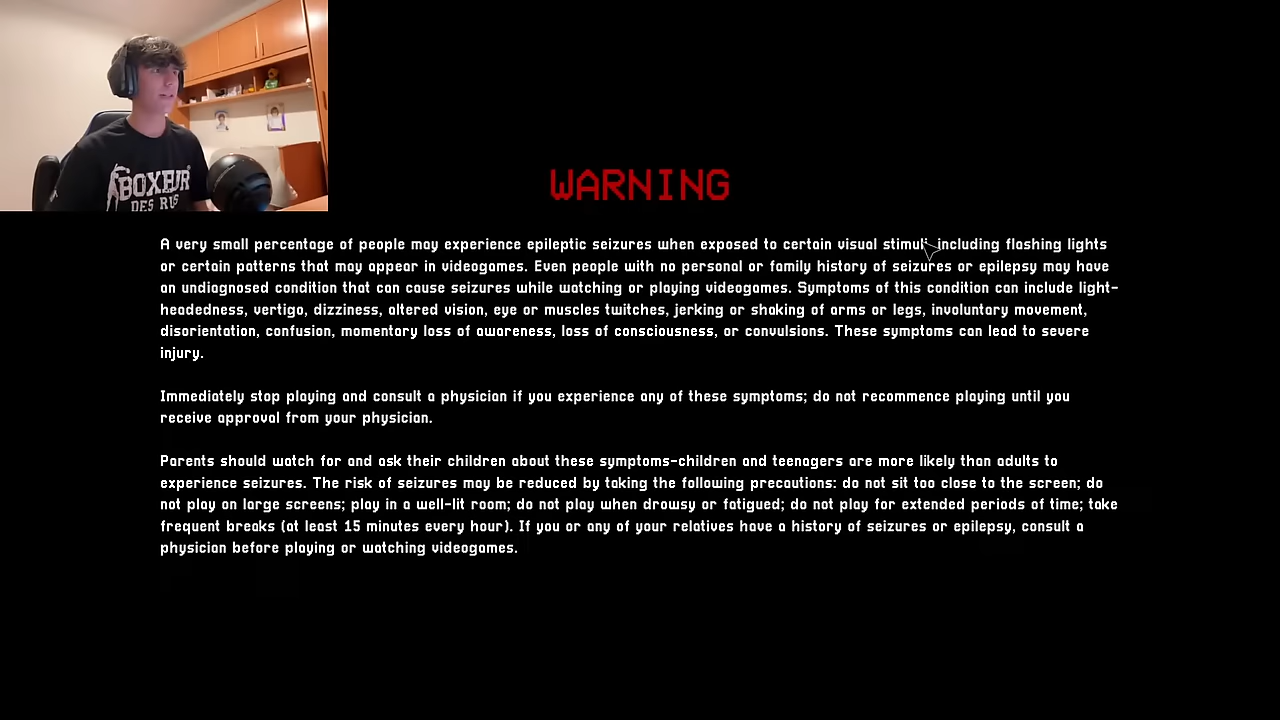 BOXEUR
DES RUES
WARNING
A very small percentage of people may experience epileptic seizures when exposed to certain visual stimuli including flashing lights
or certain patterns that may appear in videogames. Even people with no personal or family history of seizures or epilepsy may have
an undiagnosed condition that can cause seizures while watching or playing videogames. Symptoms of this condition can include light-
headedness, vertigo, dizziness, altered vision, eye or muscles twitches, jerking or shaking of arms or legs, involuntary movement,
disorientation, confusion, momentary loss of awareness, loss of consciousness, or convulsions. These symptoms can lead to severe
injury.
Immediately stop playing and consult a physician if you experience any of these symptoms; do not recommence playing until you
receive approval from your physician.
Parents should watch for and ask their children about these symptoms-children and teenagers are more likely than adults to
experience seizures. The risk of seizures may be reduced by taking the following precautions: do not sit too close to the screen; do
not play on large screens; play in a well-lit room; do not play when drowsy or fatigued; do not play for extended periods of time; take
frequent breaks (at least 15 minutes every hour). If you or any of your relatives have a history of seizures or epilepsy, consult a
physician before playing or watching videogames.